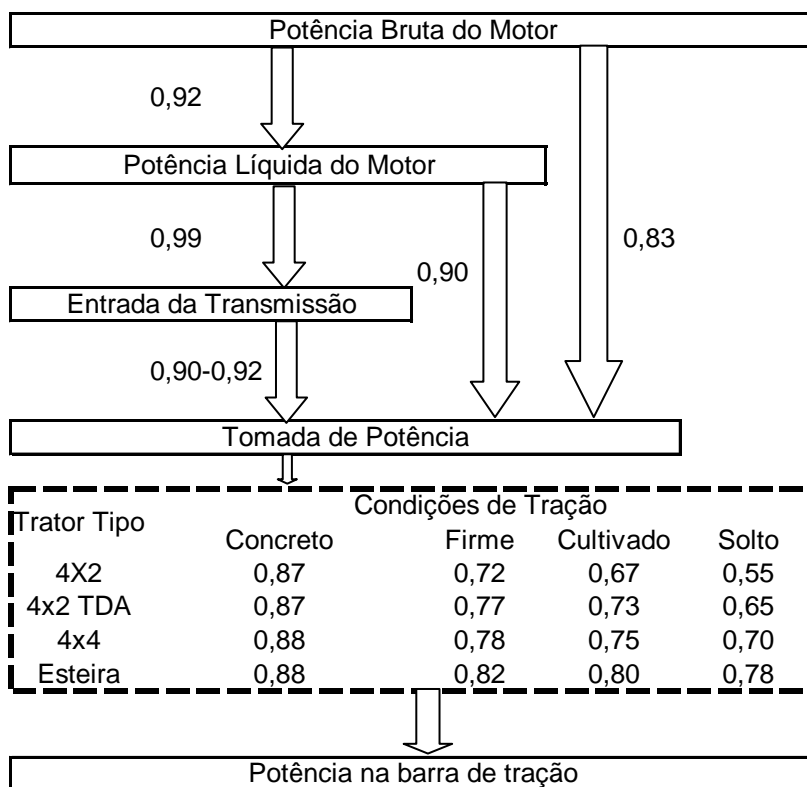 Potência Bruta do Motor
0,92
Potência Líquida do Motor
0,99
0,83
0,90
Entrada da Transmissão
0,90-0,92
Tomada de Potência
Condições de Tração
Trator Tipo
Concreto Firme Cultivado Solto
4X2 0,87 0,72 0,67 0,55
4x2 TDA 0,87 0,77 0,73 0,65
4x4 0,88 0,78 0,75 0,70
Esteira 0,88 0,82 0,80 0,78
Potência na barra de tração